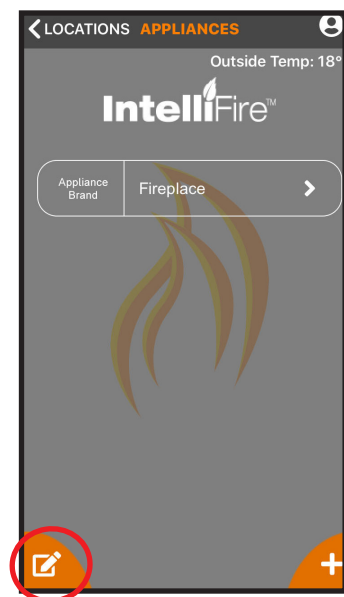 LOCATIONS APPLIANCES
Outside Temp: 18°
IntelliFire™
Appliance
Brand
Fireplace